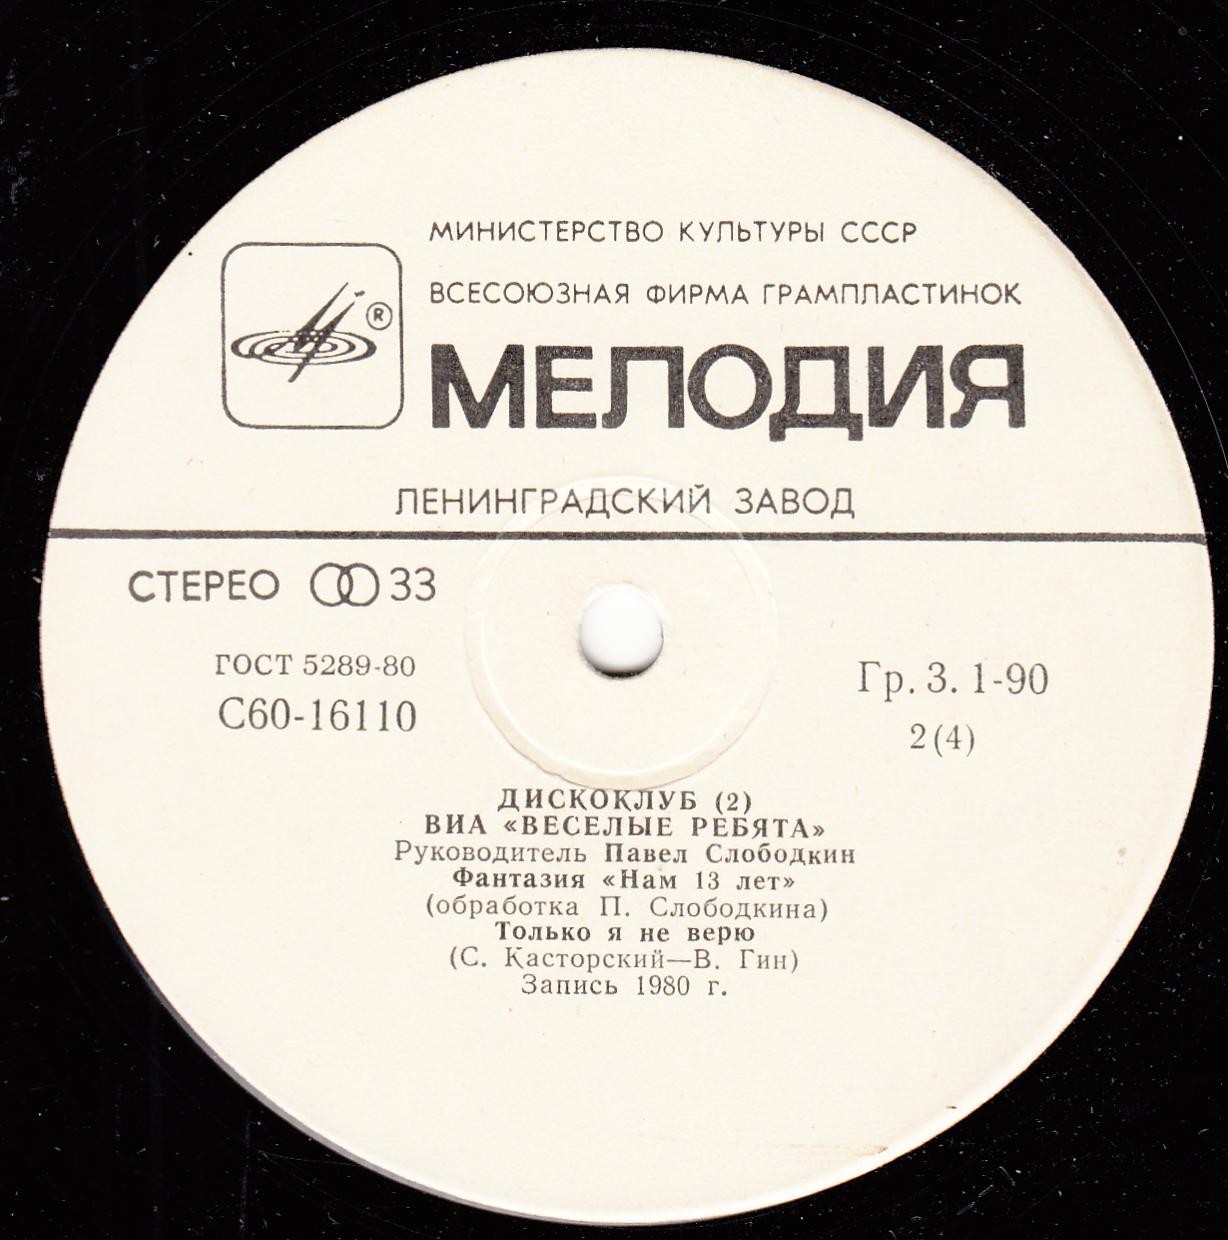 МИНИСТЕРСТВО КУЛЬТУРЫ СССР
ВСЕСОЮЗНАЯ ФИРМА ГРАМПЛАСТИНОК
®
МЕЛОДИЯ
ЛЕНИНГРАДСКИЙ ЗАВОД
СТЕРЕО 33
ГОСТ 5289-80
С60-16110
Гр. 3. 1-90
2(4)
ДИСКОКЛУБ (2)
ВИА «ВЕСЕЛЫЕ РЕБЯТА»
Руководитель Павел Слободкин
Фантазия «Нам 13 лет»
(обработка П. Слободкина)
Только я не верю
(С. Касторский—В. Гин)
Запись 1980 г.